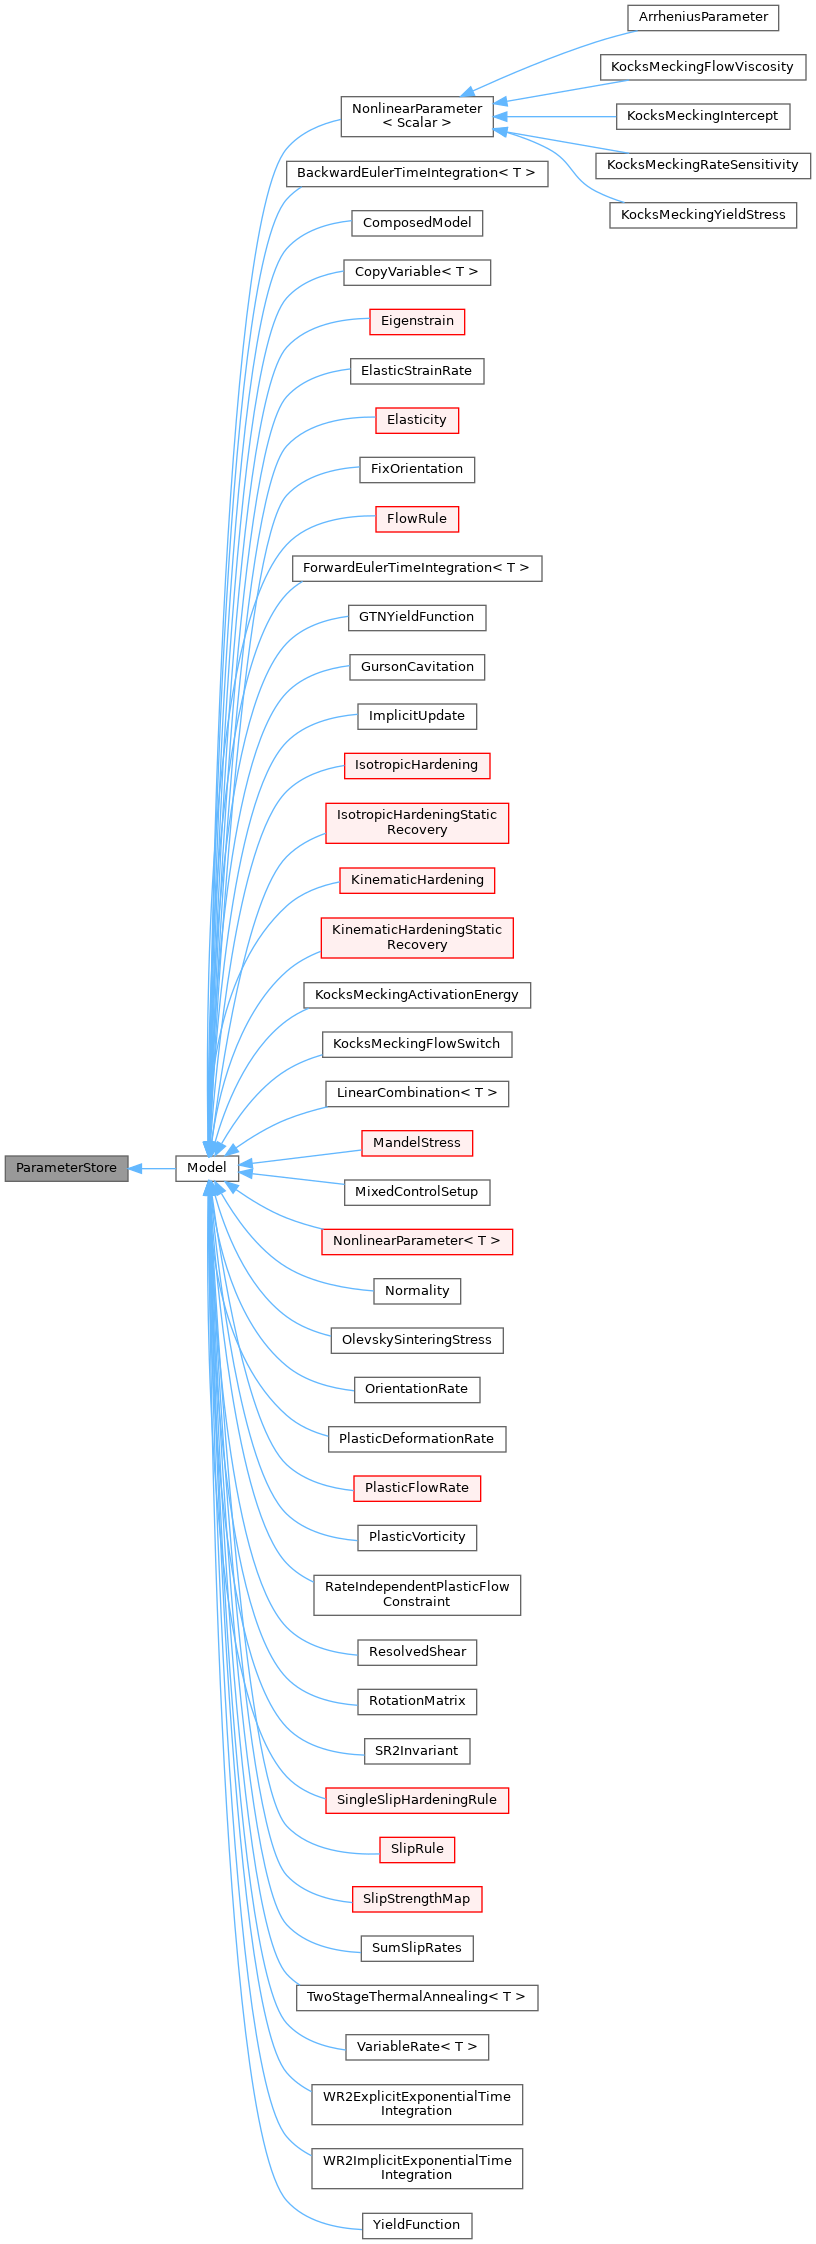 ArrheniusParameter
KocksMeckingFlowViscosity
NonlinearParameter
< Scalar >
KocksMeckingIntercept
KocksMeckingRateSensitivity
BackwardEulerTimeIntegration< T >
KocksMeckingYieldStress
ComposedModel
CopyVariable< T >
Eigenstrain
ElasticStrainRate
Elasticity
FixOrientation
FlowRule
ForwardEulerTimeIntegration< T >
GTNYieldFunction
GursonCavitation
ImplicitUpdate
IsotropicHardening
IsotropicHardeningStatic
Recovery
KinematicHardening
KinematicHardeningStatic
Recovery
KocksMeckingActivationEnergy
KocksMeckingFlowSwitch
LinearCombination< T >
MandelStress
ParameterStore
Model
MixedControlSetup
NonlinearParameter< T >
Normality
OlevskySinteringStress
OrientationRate
PlasticDeformationRate
PlasticFlowRate
PlasticVorticity
RateIndependentPlasticFlow
Constraint
ResolvedShear
RotationMatrix
SR2Invariant
SingleSlipHardeningRule
SlipRule
SlipStrengthMap
SumSlipRates
TwoStageThermalAnnealing< T >
VariableRate< T >
WR2ExplicitExponentialTime
Integration
WR2ImplicitExponentialTime
Integration
YieldFunction